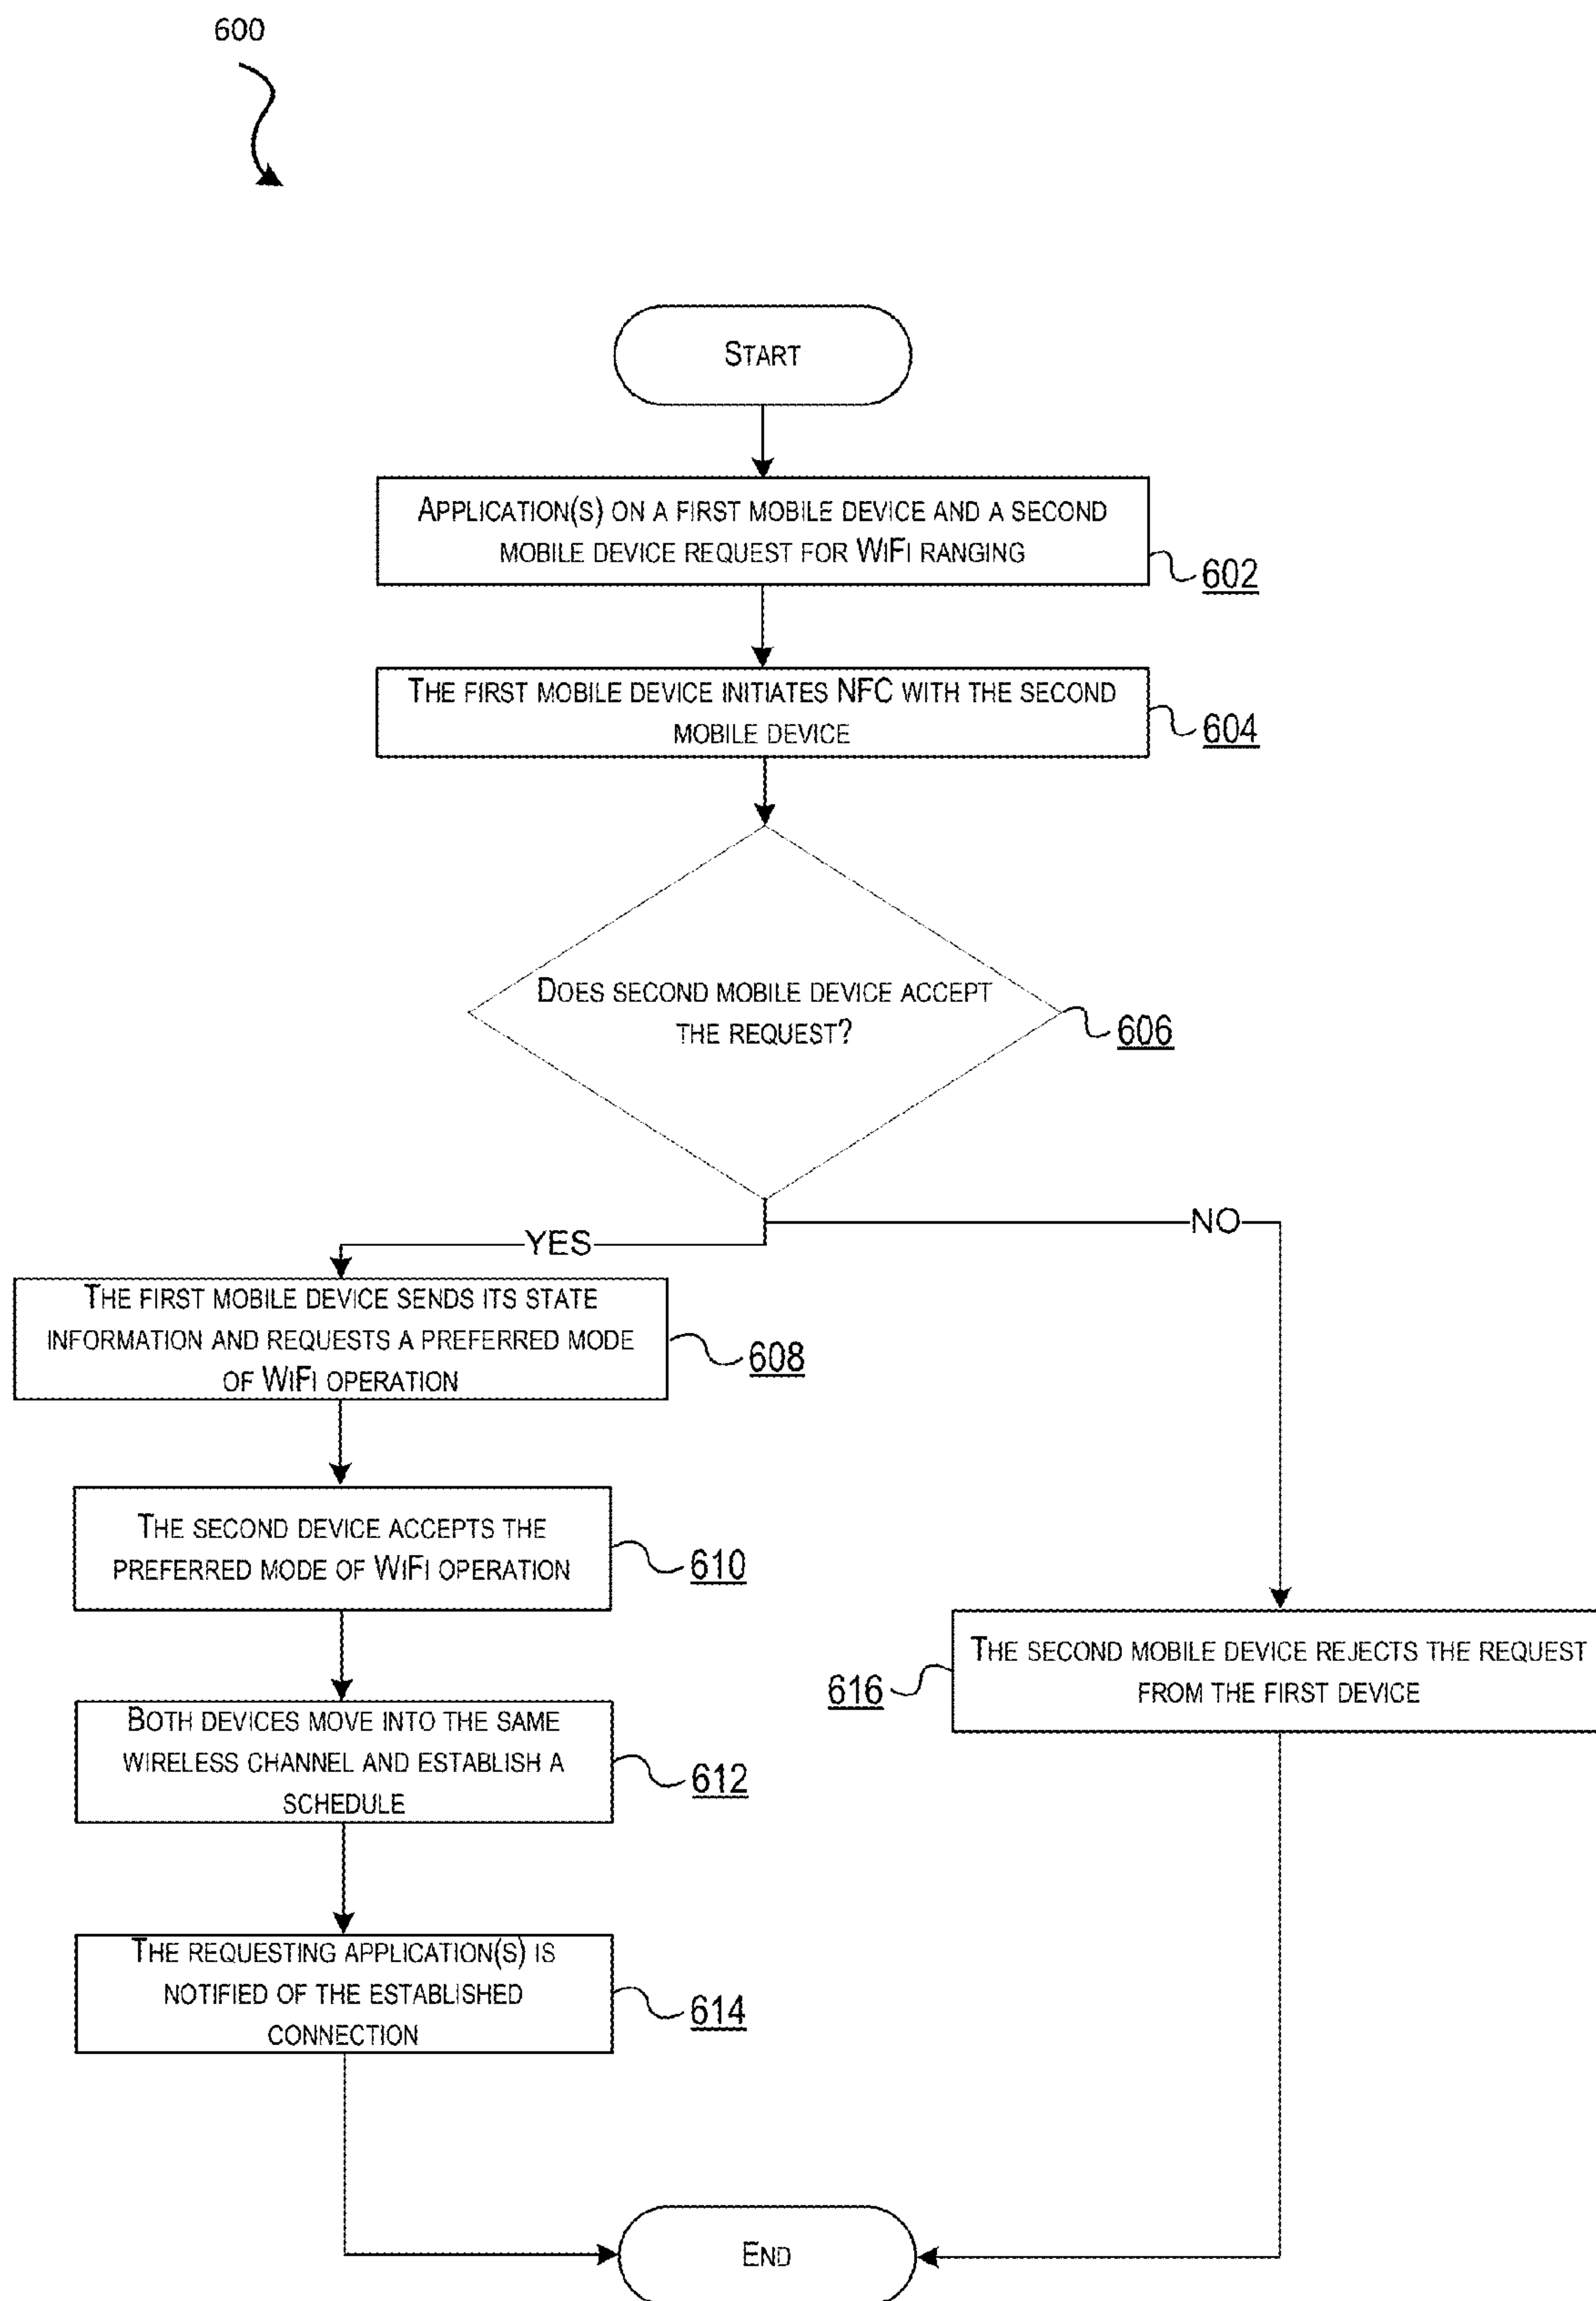 600
START
APPLICATION(S) ON A FIRST MOBILE DEVICE AND A SECOND
MOBILE DEVICE REQUEST FOR WIFI RANGING
602
THE FIRST MOBILE DEVICE INITIATES NFC WITH THE SECOND
MOBILE DEVICE
604
DOES SECOND MOBILE DEVICE ACCEPT
THE REQUEST?
606
YES
NO
THE FIRST MOBILE DEVICE SENDS ITS STATE
INFORMATION AND REQUESTS A PREFERRED MODE
OF WIFI OPERATION
608
THE SECOND DEVICE ACCEPTS THE
PREFERRED MODE OF WIFI OPERATION
610
THE SECOND MOBILE DEVICE REJECTS THE REQUEST
FROM THE FIRST DEVICE
616
BOTH DEVICES MOVE INTO THE SAME
WIRELESS CHANNEL AND ESTABLISH A
SCHEDULE
612
THE REQUESTING APPLICATION(S) IS
NOTIFIED OF THE ESTABLISHED
CONNECTION
614
END